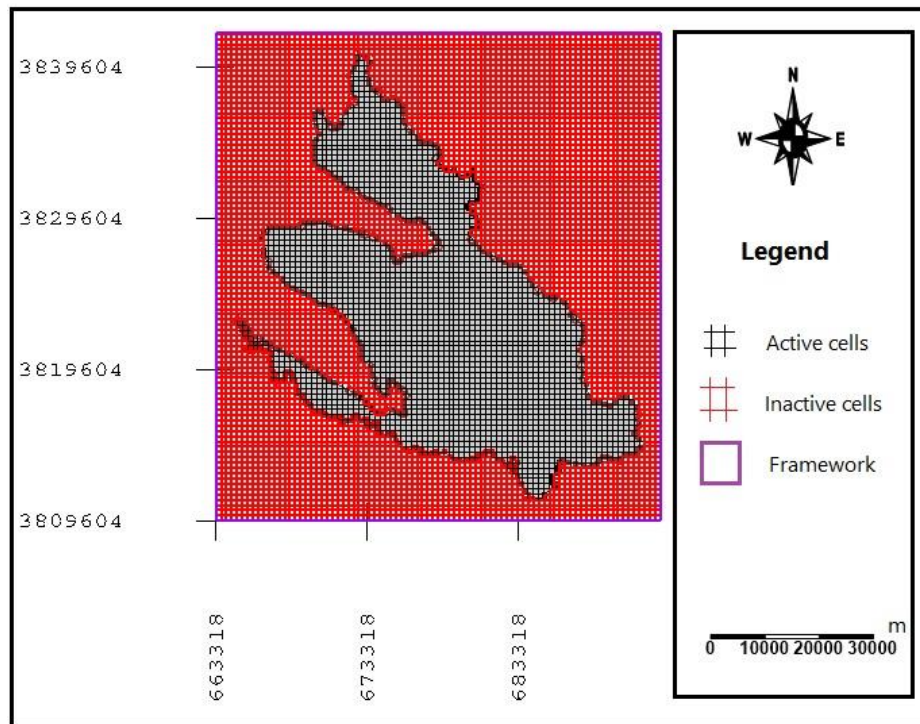 3839604
3829604
3819604
3809604
663318
673318
683318
N
W E
S
Legend
Active cells
Inactive cells
Framework
m
0 10000 20000 30000